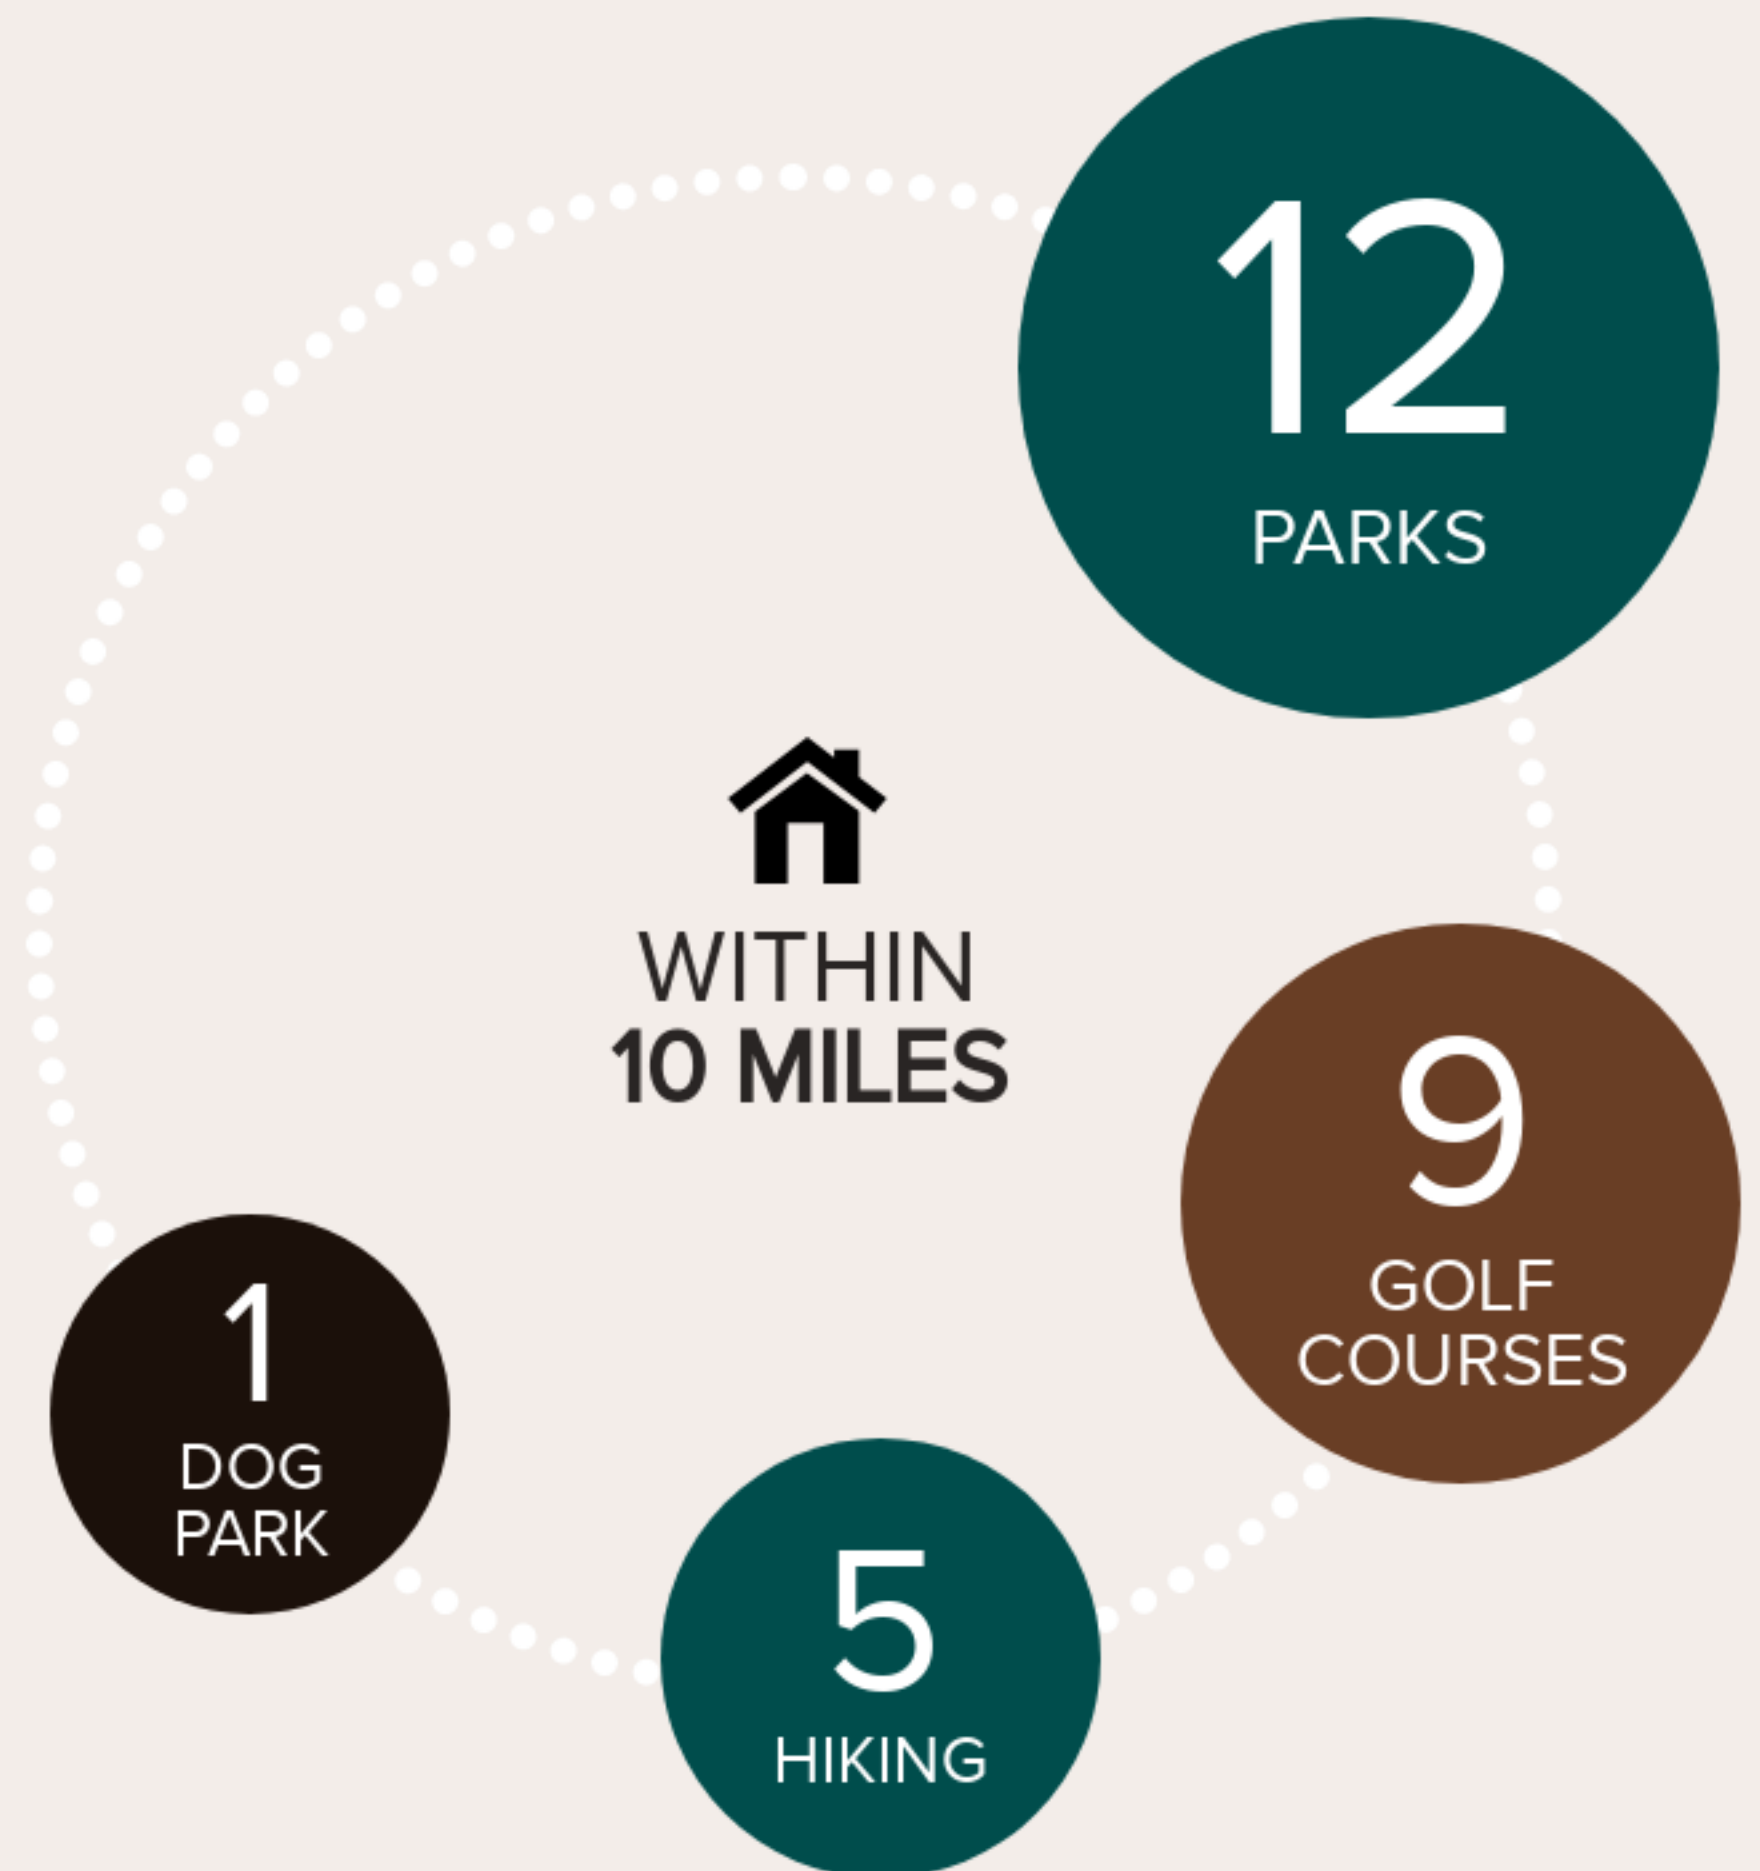 12
PARKS
WITHIN
10 MILES
9
GOLF
COURSES
1
DOG
PARK
5
HIKING